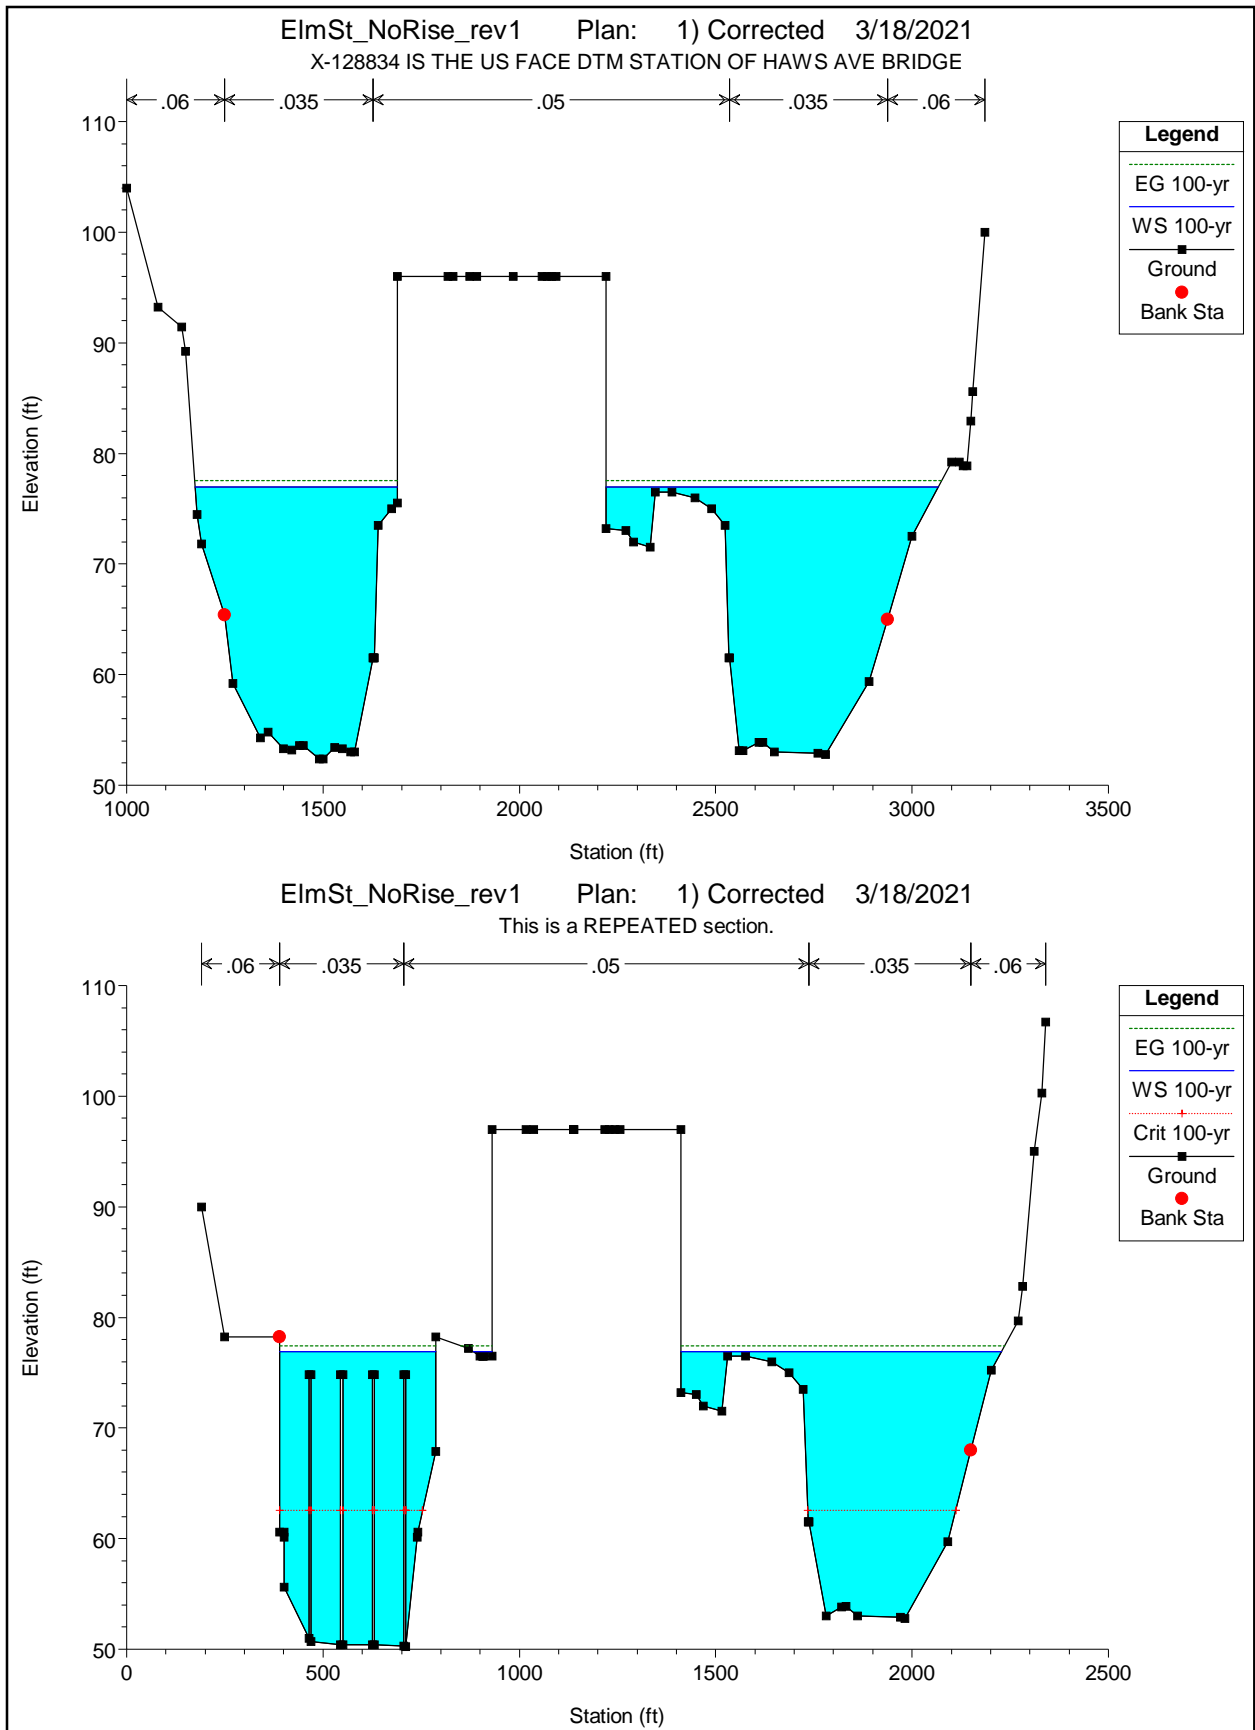 ElmSt_NoRise_rev1 Plan: 1) Corrected 3/18/2021
X-128834 IS THE US FACE DTM STATION OF HAWS AVE BRIDGE
.06 .035 .05 .035 .06
110
100
90
80
70
60
50
Elevation (ft)
1000 1500 2000 2500 3000 3500
Station (ft)
Legend
EG 100-yr
WS 100-yr
Ground
Bank Sta
ElmSt_NoRise_rev1 Plan: 1) Corrected 3/18/2021
This is a REPEATED section.
.06 .035 .05 .035 .06
110
100
90
80
70
60
50
Elevation (ft)
0 500 1000 1500 2000 2500
Station (ft)
Legend
EG 100-yr
WS 100-yr
Crit 100-yr
Ground
Bank Sta